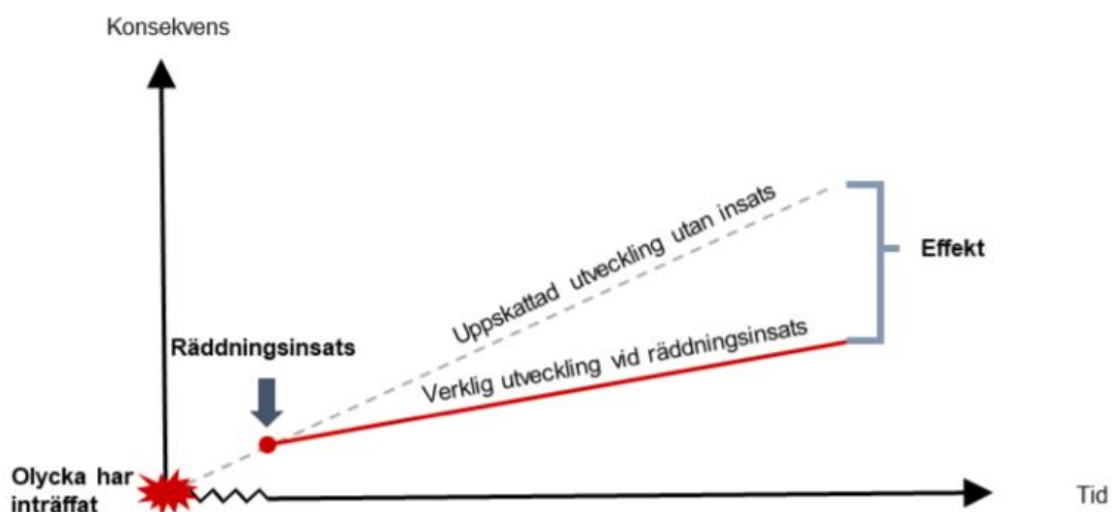 Konsekvens
Uppskattad utveckling utan insats
Effekt
Räddningsinsats
Verklig utveckling vid räddningsinsats
Olycka har
inträffat
Tid